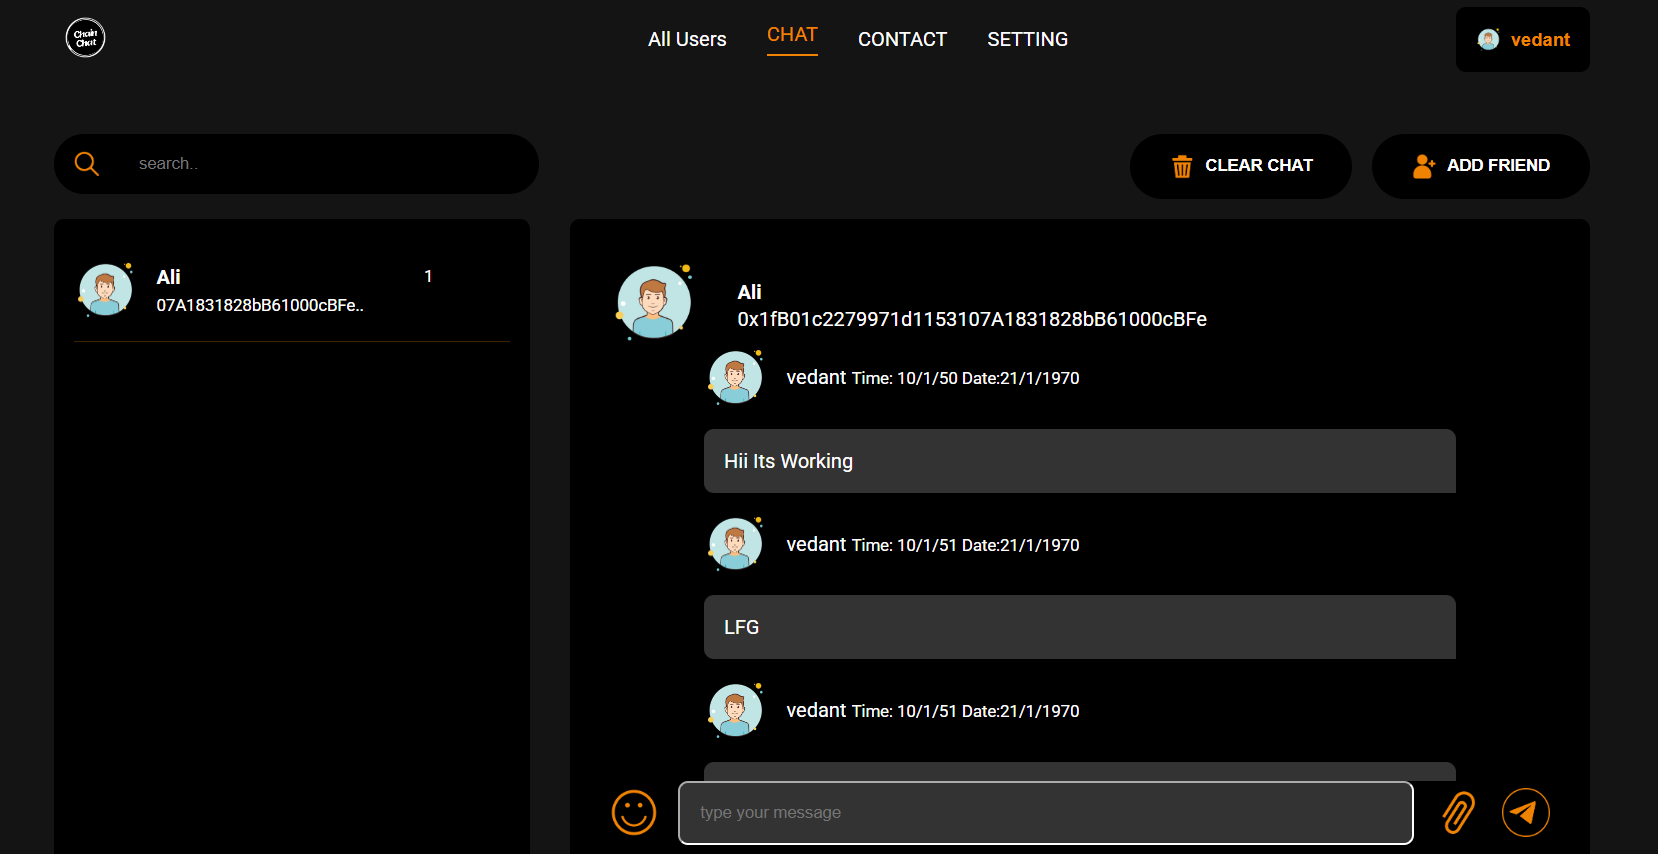 Chain
Chat
All Users
CHAT
CONTACT
SETTING
vedant
search..
CLEAR CHAT
ADD FRIEND
Ali
1
07A1831828bB61000cBFe..
Ali
0x1fB01c2279971d1153107A1831828bB61000cBFe
vedant Time: 10/1/50 Date:21/1/1970
Hii Its Working
vedant Time: 10/1/51 Date:21/1/1970
LFG
vedant Time: 10/1/51 Date:21/1/1970
type your message